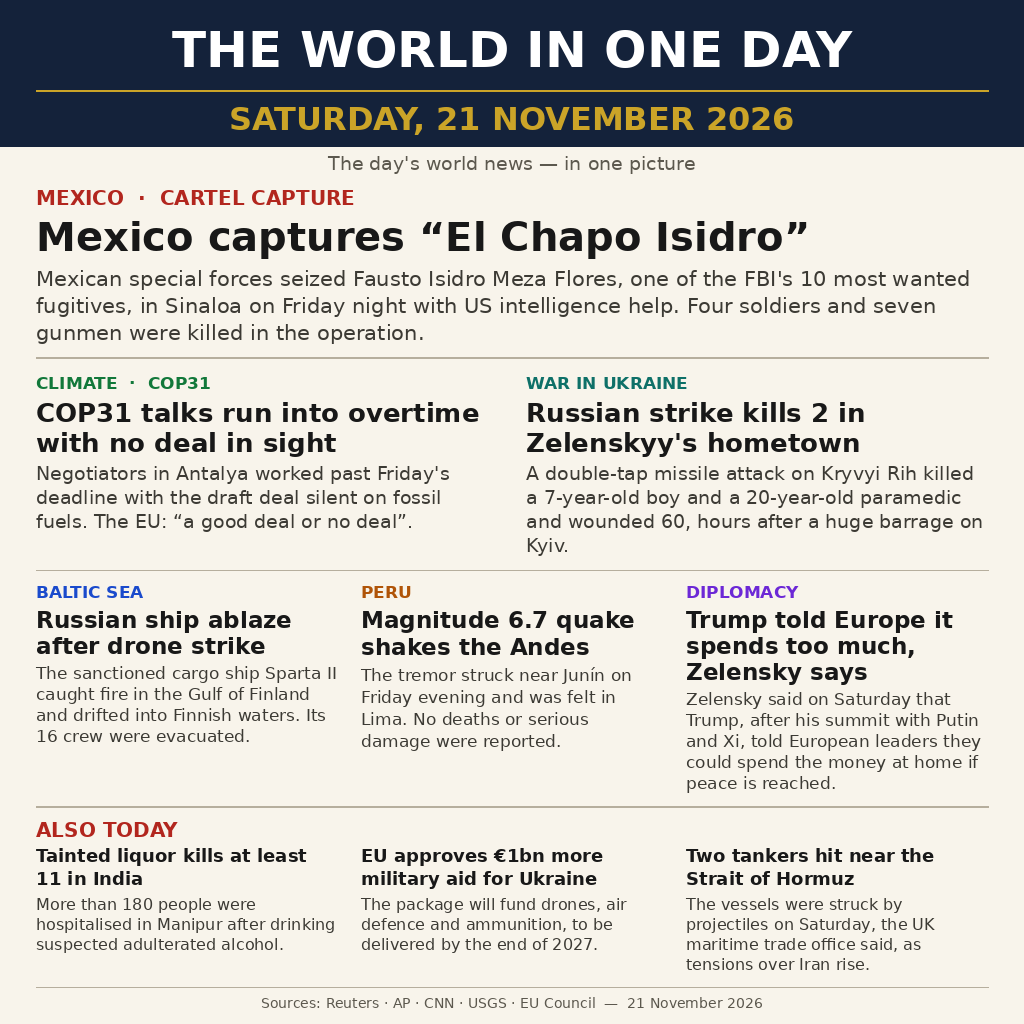 THE WORLD IN ONE DAY
SATURDAY, 21 NOVEMBER 2026
The day's world news — in one picture
MEXICO · CARTEL CAPTURE
Mexico captures “El Chapo Isidro”
Mexican special forces seized Fausto Isidro Meza Flores, one of the FBI's 10 most wanted
fugitives, in Sinaloa on Friday night with US intelligence help. Four soldiers and seven
gunmen were killed in the operation.
CLIMATE · COP31
COP31 talks run into overtime
with no deal in sight
Negotiators in Antalya worked past Friday's
deadline with the draft deal silent on fossil
fuels. The EU: “a good deal or no deal”.
WAR IN UKRAINE
Russian strike kills 2 in
Zelenskyy's hometown
A double-tap missile attack on Kryvyi Rih killed
a 7-year-old boy and a 20-year-old paramedic
and wounded 60, hours after a huge barrage on
Kyiv.
BALTIC SEA
Russian ship ablaze
after drone strike
The sanctioned cargo ship Sparta II
caught fire in the Gulf of Finland
and drifted into Finnish waters. Its
16 crew were evacuated.
PERU
Magnitude 6.7 quake
shakes the Andes
The tremor struck near Junín on
Friday evening and was felt in
Lima. No deaths or serious
damage were reported.
DIPLOMACY
Trump told Europe it
spends too much,
Zelensky says
Zelensky said on Saturday that
Trump, after his summit with Putin
and Xi, told European leaders they
could spend the money at home if
peace is reached.
ALSO TODAY
Tainted liquor kills at least
11 in India
More than 180 people were
hospitalised in Manipur after drinking
suspected adulterated alcohol.
EU approves €1bn more
military aid for Ukraine
The package will fund drones, air
defence and ammunition, to be
delivered by the end of 2027.
Two tankers hit near the
Strait of Hormuz
The vessels were struck by
projectiles on Saturday, the UK
maritime trade office said, as
tensions over Iran rise.
Sources: Reuters · AP · CNN · USGS · EU Council — 21 November 2026